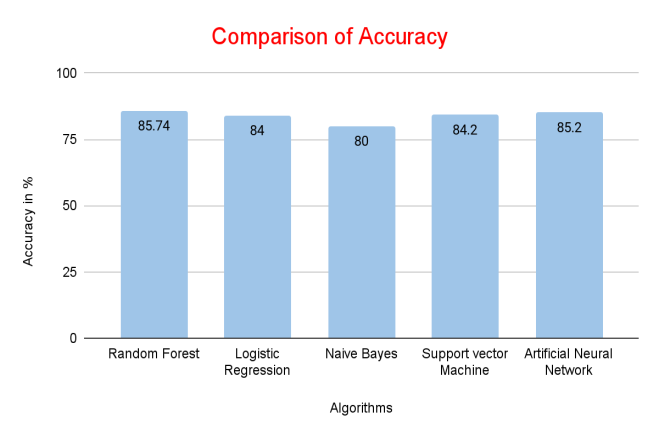 Comparison of Accuracy
100
75
50
25
0
Accuracy in %
85.74
84
80
84.2
85.2
Random Forest
Logistic
Regression
Naive Bayes
Support vector
Machine
Artificial Neural
Network
Algorithms